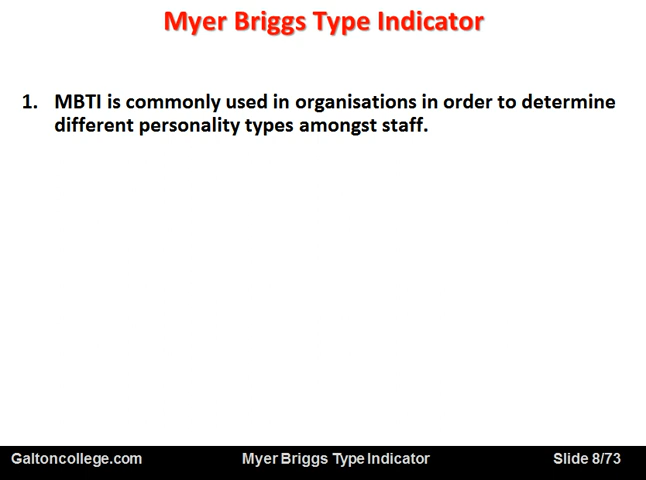 Myer Briggs Type Indicator
1. MBTI is commonly used in organisations in order to determine
different personality types amongst staff.
Galtoncollege.com Myer Briggs Type Indicator Slide 8/73